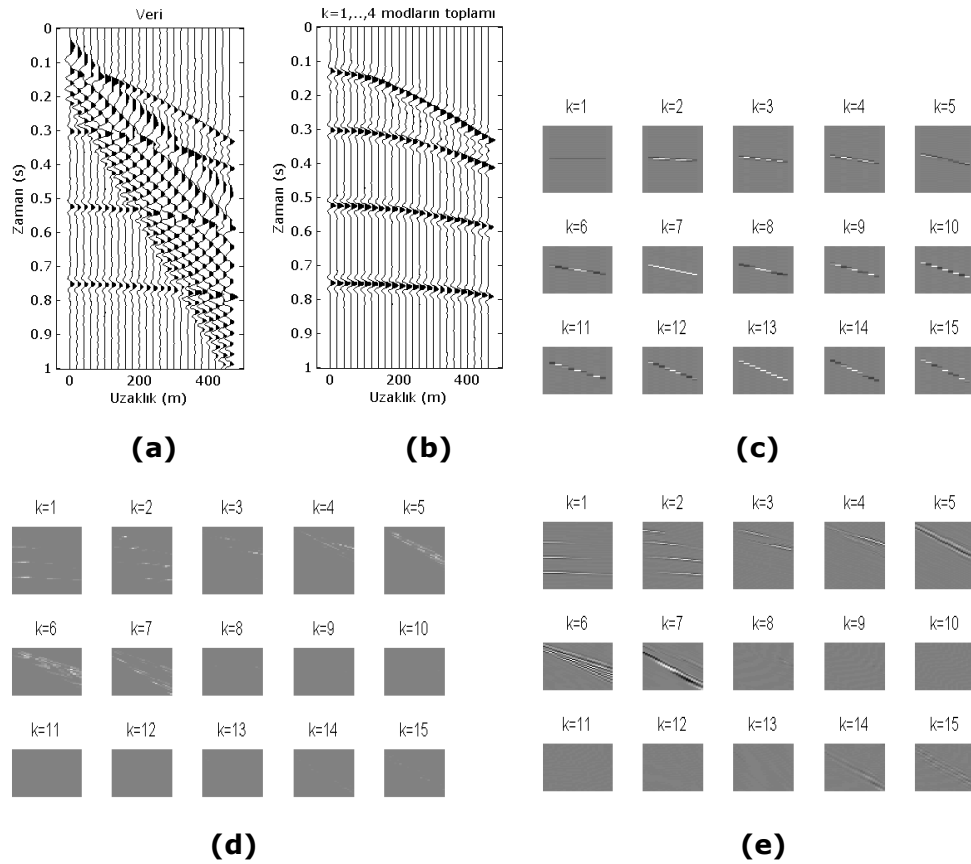 Veri
0
0.1
0.2
0.3
0.4
0.5
0.6
0.7
0.8
0.9
1
Zaman (s)
0 200 400
Uzaklık (m)
(a)
k=1,..,4 modların toplamı
0
0.1
0.2
0.3
0.4
0.5
0.6
0.7
0.8
0.9
1
Zaman (s)
0 200 400
Uzaklık (m)
(b)
k=1 k=2 k=3 k=4 k=5
k=6 k=7 k=8 k=9 k=10
k=11 k=12 k=13 k=14 k=15
(c)
k=1 k=2 k=3 k=4 k=5
k=6 k=7 k=8 k=9 k=10
k=11 k=12 k=13 k=14 k=15
(d)
k=1 k=2 k=3 k=4 k=5
k=6 k=7 k=8 k=9 k=10
k=11 k=12 k=13 k=14 k=15
(e)